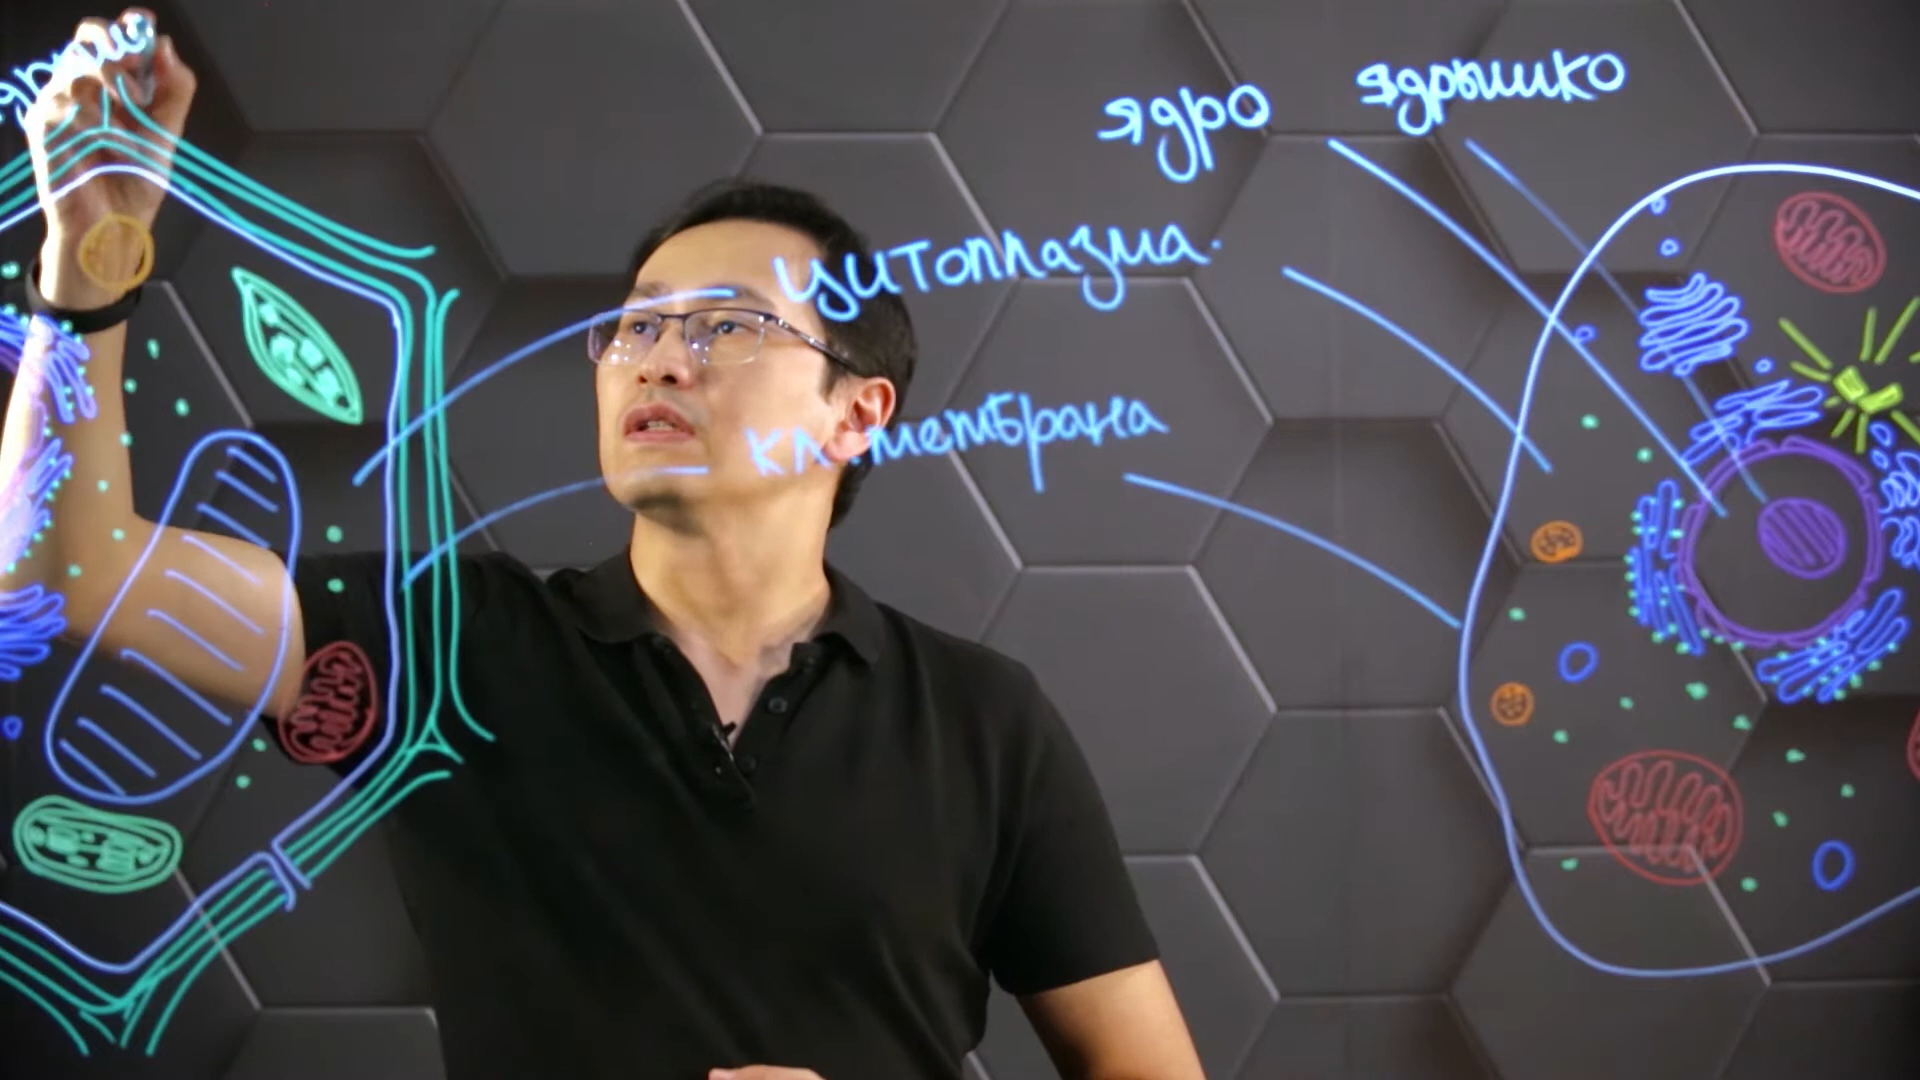 ядро
ядрышко
цитоплазма.
кл. мембрана